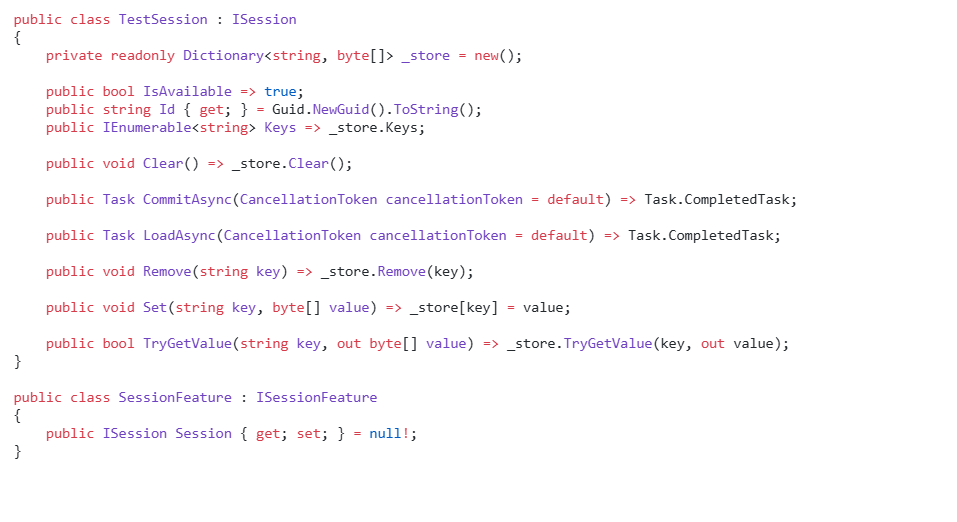 public class TestSession : ISession
{
    private readonly Dictionary<string, byte[]> _store = new();

    public bool IsAvailable => true;
    public string Id { get; } = Guid.NewGuid().ToString();
    public IEnumerable<string> Keys => _store.Keys;

    public void Clear() => _store.Clear();

    public Task CommitAsync(CancellationToken cancellationToken = default) => Task.CompletedTask;

    public Task LoadAsync(CancellationToken cancellationToken = default) => Task.CompletedTask;

    public void Remove(string key) => _store.Remove(key);

    public void Set(string key, byte[] value) => _store[key] = value;

    public bool TryGetValue(string key, out byte[] value) => _store.TryGetValue(key, out value);
}

public class SessionFeature : ISessionFeature
{
    public ISession Session { get; set; } = null!;
}